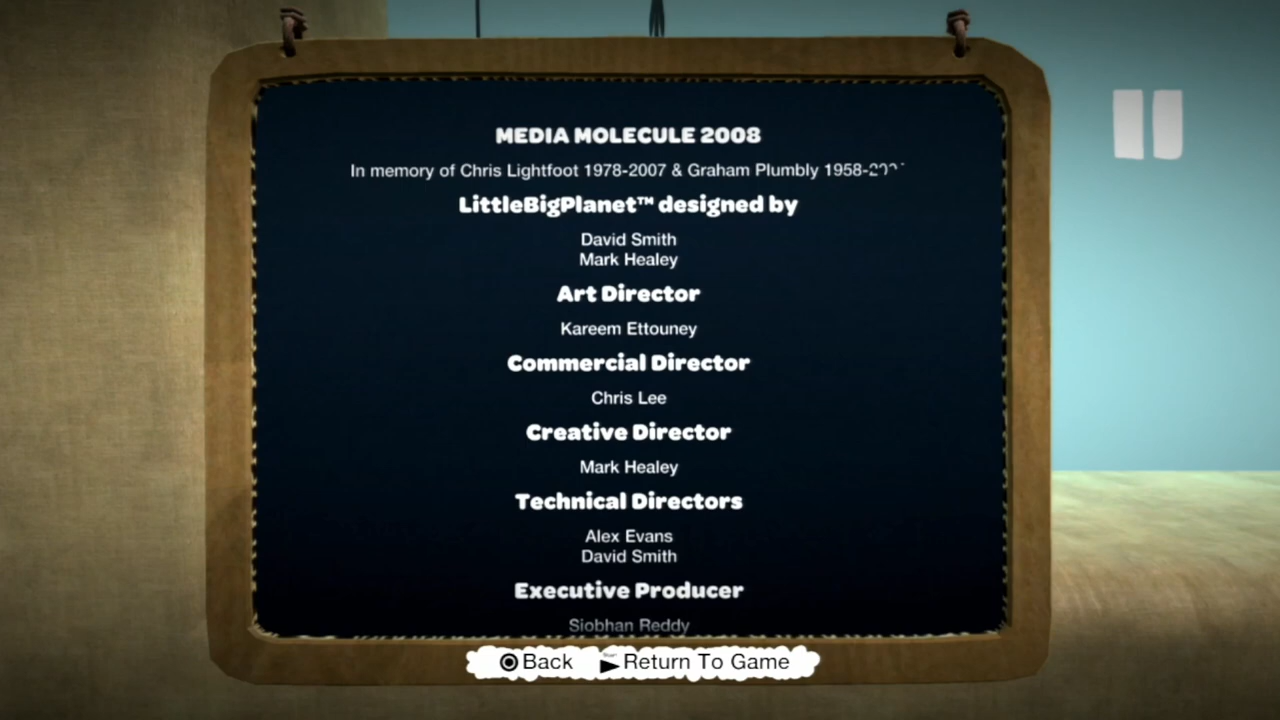 MEDIA MOLECULE 2008
In memory of Chris Lightfoot 1978-2007 & Graham Plumbly 1958-
LittleBigPlanet™ designed by
David Smith
Mark Healey
Art Director
Kareem Ettouney
Commercial Director
Chris Lee
Creative Director
Mark Healey
Technical Directors
Alex Evans
David Smith
Executive Producer
Siobhan Reddy
Back Return To Game